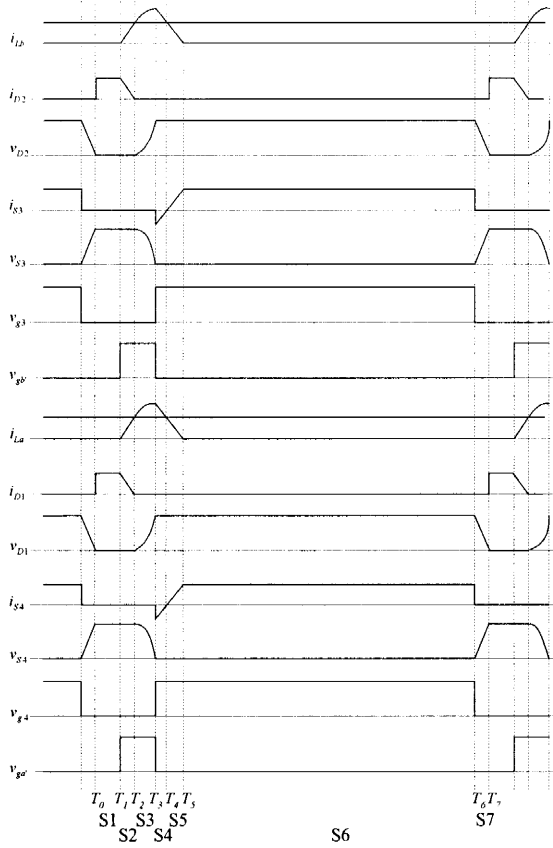 i_Lb
i_D2
v_D2
i_S3
v_S3
v_g3
v_gb'
i_La
i_D1
v_D1
i_S4
v_S4
v_g4
v_ga'
T_0 T_1 T_2 T_3 T_4 T_5 T_6 T_7
S1 S3 S5 S7
S2 S4 S6